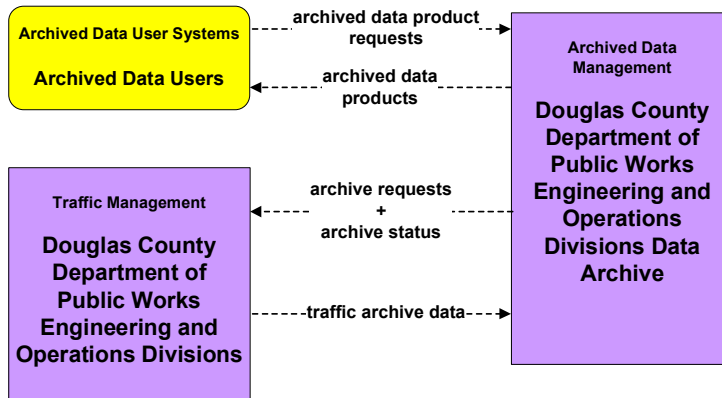 Archived Data User Systems
Archived Data Users
archived data product
requests
archived data
products
Archived Data
Management
Douglas County
Department of
Public Works
Engineering and
Operations
Divisions Data
Archive
Traffic Management
Douglas County
Department of
Public Works
Engineering and
Operations Divisions
archive requests
+
archive status
traffic archive data